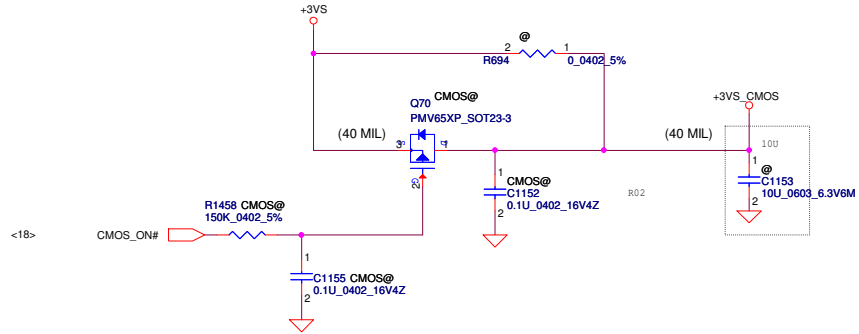 +3VS
@
2
1
R694
0_0402_5%
Q70
CMOS@
PMV65XP_SOT23-3
+3VS_CMOS
(40 MIL)
3
S
D
1
(40 MIL)
10U
G
2
1
CMOS@
C1152
0.1U_0402_16V4Z
2
R02
1
@
C1153
10U_0603_6.3V6M
2
R1458 CMOS@
150K_0402_5%
<18>
CMOS_ON#
1
C1155 CMOS@
0.1U_0402_16V4Z
2